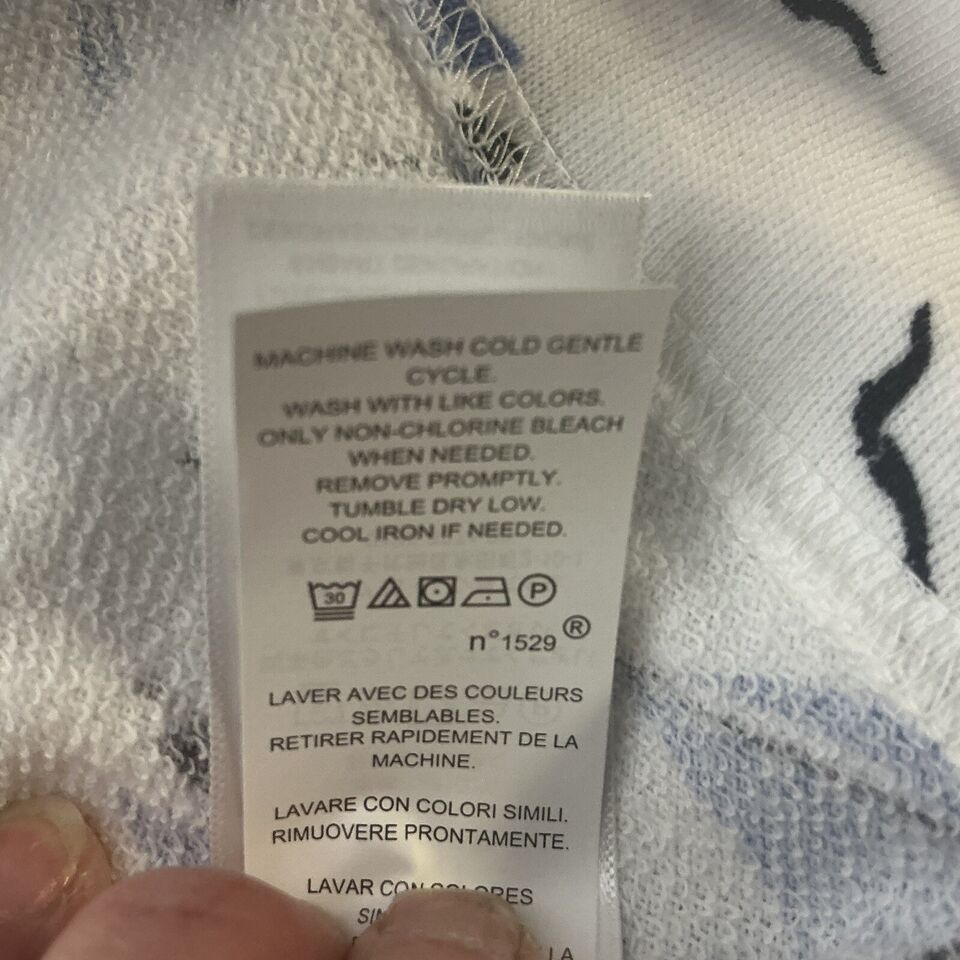 MACHINE WASH COLD GENTLE
CYCLE.
WASH WITH LIKE COLORS.
ONLY NON-CHLORINE BLEACH
WHEN NEEDED.
REMOVE PROMPTLY.
TUMBLE DRY LOW.
COOL IRON IF NEEDED.
30 P
n°1529®
LAVER AVEC DES COULEURS
SEMBLABLES.
RETIRER RAPIDEMENT DE LA
MACHINE.
LAVARE CON COLORI SIMILI.
RIMUOVERE PRONTAMENTE.
LAVAR CON COLORES
LA